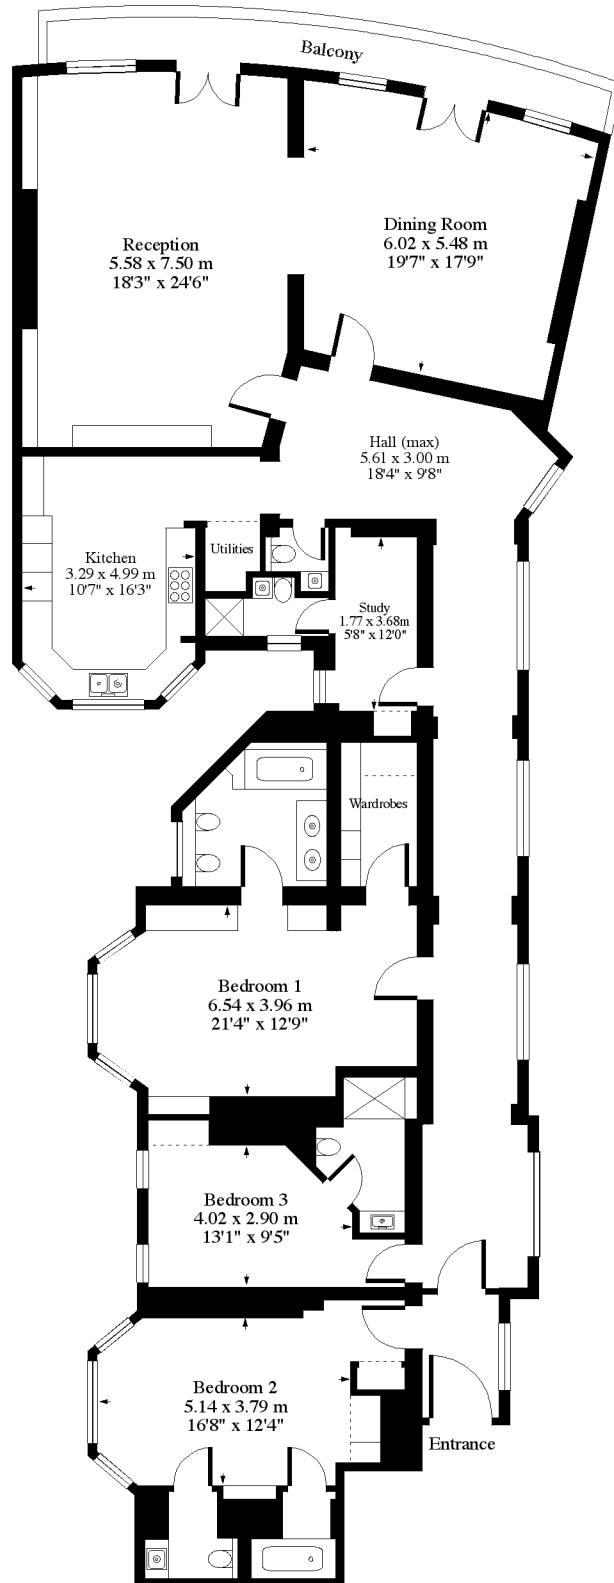 Balcony
Reception
5.58 x 7.50 m
18'3" x 24'6"
Dining Room
6.02 x 5.48 m
19'7" x 17'9"
Hall (max)
5.61 x 3.00 m
18'4" x 9'8"
Kitchen
3.29 x 4.99 m
10'7" x 16'3"
Utilities
Study
1.77 x 3.68m
5'8" x 12'0"
Wardrobes
Bedroom 1
6.54 x 3.96 m
21'4" x 12'9"
Bedroom 3
4.02 x 2.90 m
13'1" x 9'5"
Bedroom 2
5.14 x 3.79 m
16'8" x 12'4"
Entrance